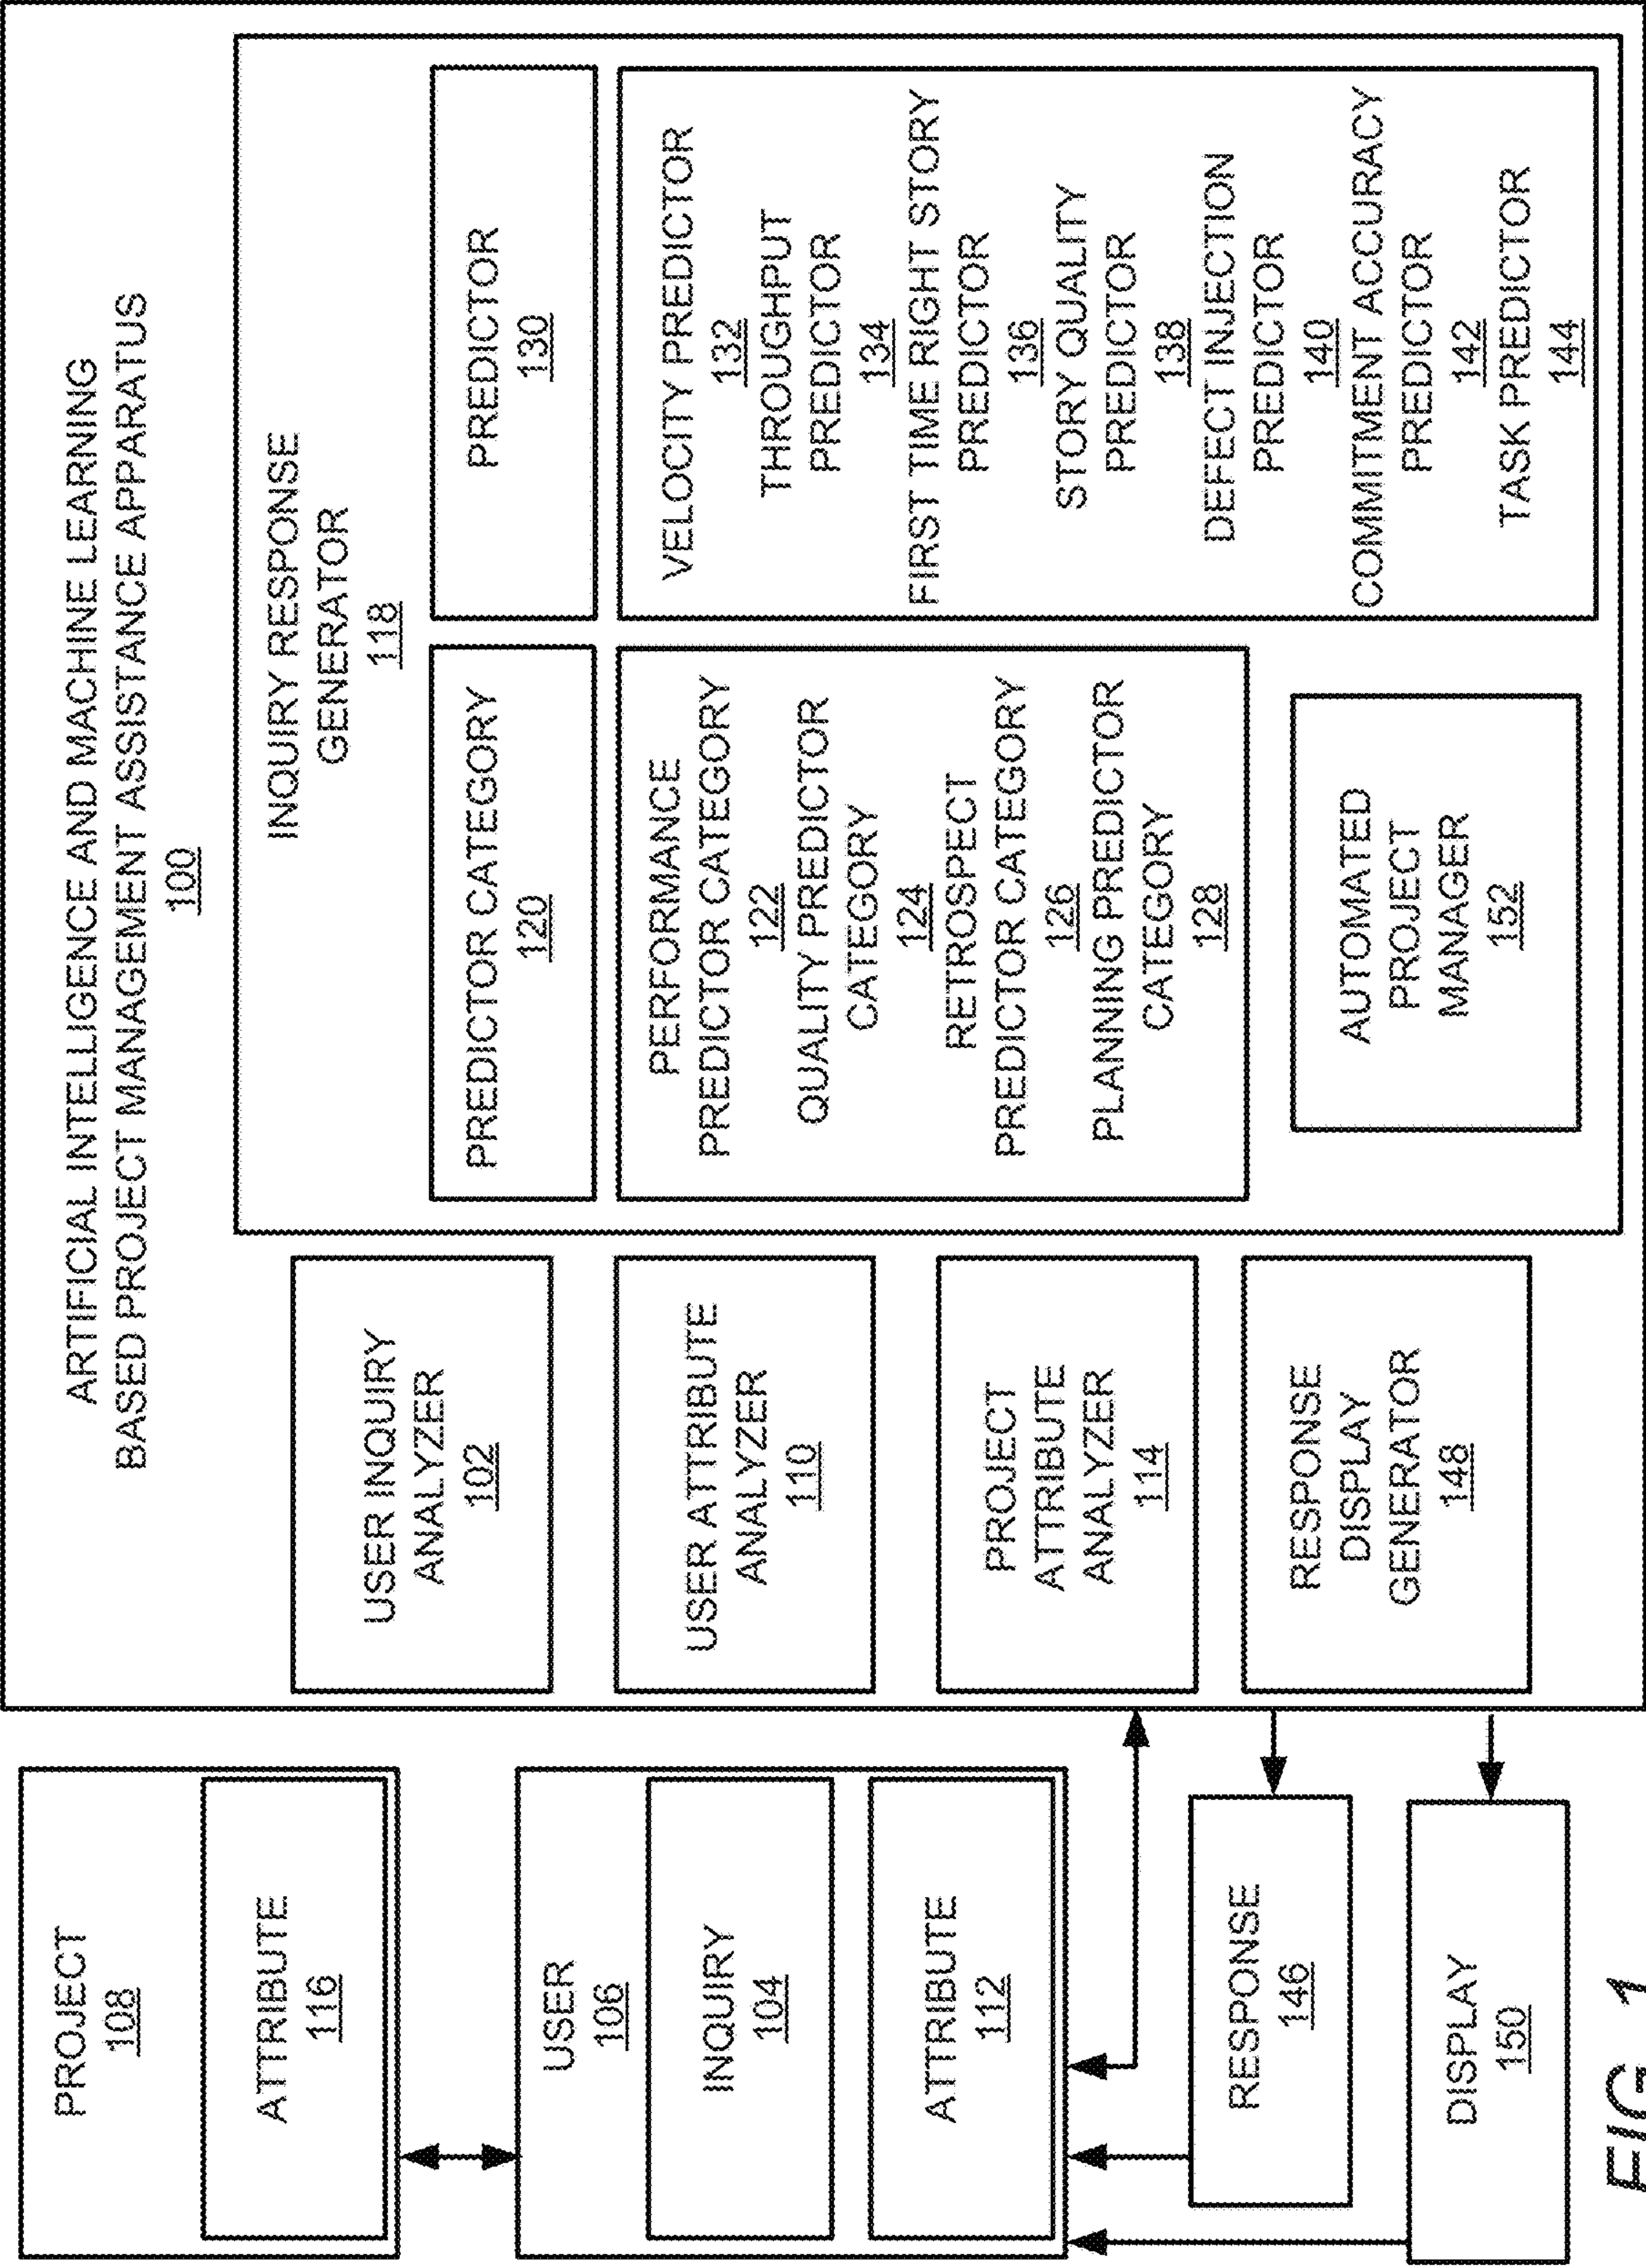 ARTIFICIAL INTELLIGENCE AND MACHINE LEARNING
BASED PROJECT MANAGEMENT ASSISTANCE APPARATUS
100
PROJECT
108
ATTRIBUTE
116
USER
106
INQUIRY
104
ATTRIBUTE
112
RESPONSE
146
DISPLAY
150
USER INQUIRY
ANALYZER
102
USER ATTRIBUTE
ANALYZER
110
PROJECT
ATTRIBUTE
ANALYZER
114
RESPONSE
DISPLAY
GENERATOR
148
INQUIRY RESPONSE
GENERATOR
118
PREDICTOR CATEGORY
120
PERFORMANCE
PREDICTOR CATEGORY
122
QUALITY PREDICTOR
CATEGORY
124
RETROSPECT
PREDICTOR CATEGORY
126
PLANNING PREDICTOR
CATEGORY
128
AUTOMATED
PROJECT
MANAGER
152
PREDICTOR
130
VELOCITY PREDICTOR
132
THROUGHPUT
PREDICTOR
134
FIRST TIME RIGHT STORY
PREDICTOR
136
STORY QUALITY
PREDICTOR
138
DEFECT INJECTION
PREDICTOR
140
COMMITMENT ACCURACY
PREDICTOR
142
TASK PREDICTOR
144
FIG. 1